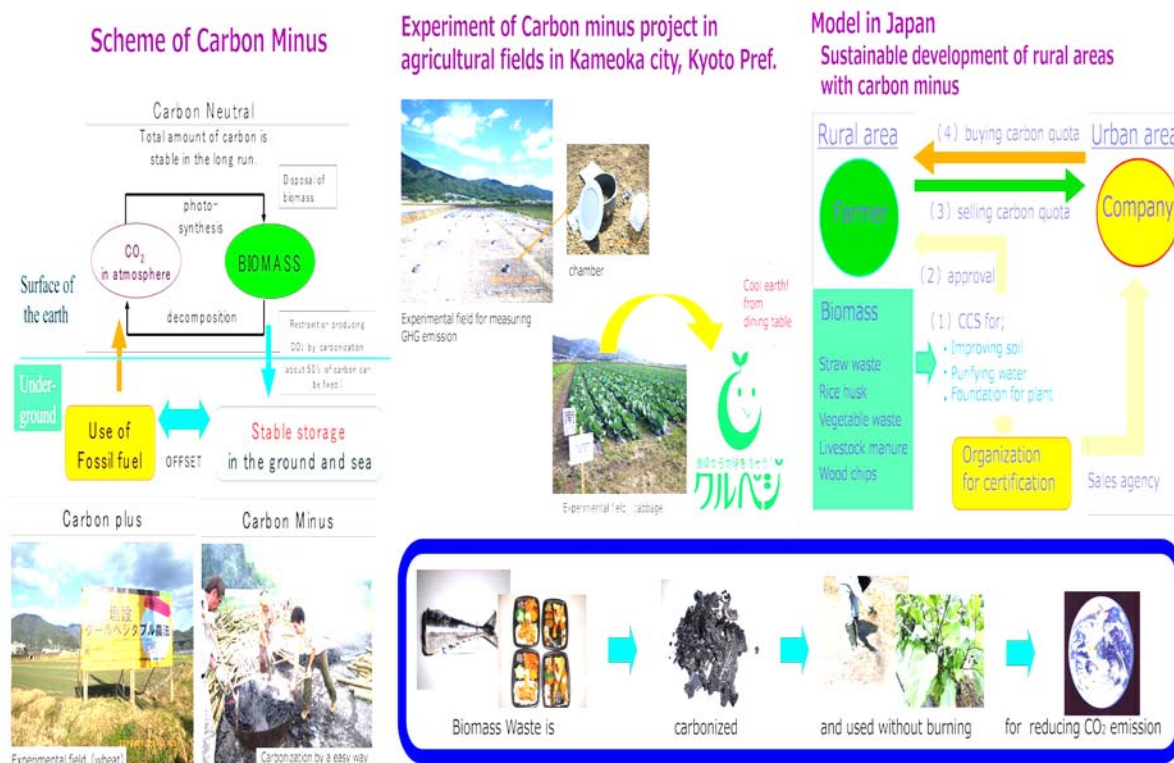 Scheme of Carbon Minus
Carbon Neutral
Total amount of carbon is
stable in the long run.
Disposal of
biomass
photo-
synthesis
CO₂
in atmosphere
BIOMASS
Surface of
the earth
decomposition
Restraint on producing
CO₂ by carbonization
(about 50% of carbon can
be fixed)
Under-
ground
Use of
Fossil fuel
OFFSET
Stable storage
in the ground and sea
Carbon plus
Carbon Minus
Experimental field (wheat)
Carbonization by a easy way
Experiment of Carbon minus project in
agricultural fields in Kameoka city, Kyoto Pref.
chamber
Experimental field for measuring
GHG emission
Cool earth!
from
dining table
クルベジ
Experimental field cabbage
Model in Japan
Sustainable development of rural areas
with carbon minus
Rural area
(4) buying carbon quota
Urban area
Farmer
(3) selling carbon quota
Company
(2) approval
Biomass
Straw waste
Rice husk
Vegetable waste
Livestock manure
Wood chips
(1) CCS for;
• Improving soil
• Purifying water
• Foundation for plant
Organization
for certification
Sales agency
Biomass Waste is
carbonized
and used without burning
for reducing CO₂ emission